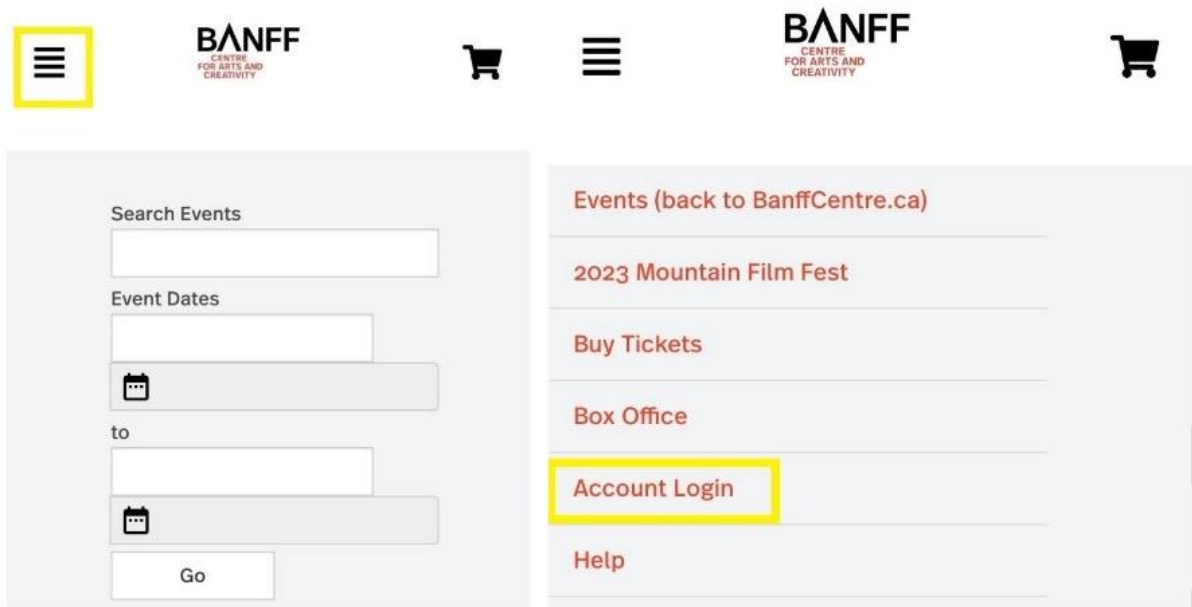 BANFF
CENTRE
FOR ARTS AND
CREATIVITY
Search Events
Event Dates
to
Go
BANFF
CENTRE
FOR ARTS AND
CREATIVITY
Events (back to BanffCentre.ca)
2023 Mountain Film Fest
Buy Tickets
Box Office
Account Login
Help